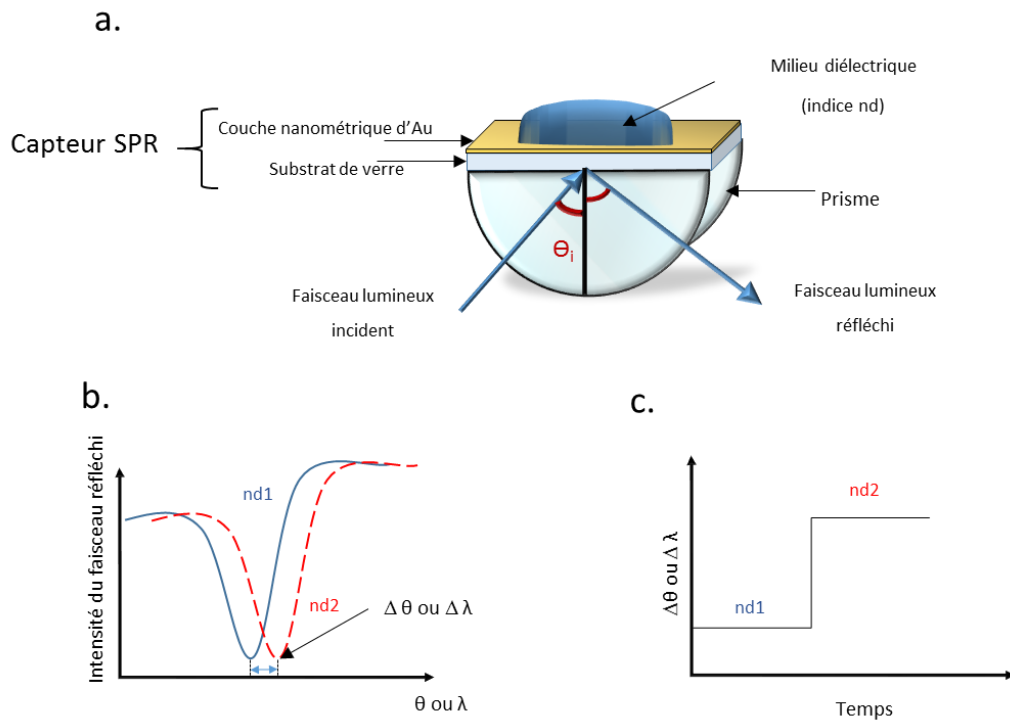 a.
Milieu diélectrique
(indice nd)
Capteur SPR
Couche nanométrique d'Au
Substrat de verre
Prisme
Θi
Faisceau lumineux
incident
Faisceau lumineux
réfléchi
b.
Intensité du faisceau réfléchi
nd1
nd2
Δ θ ou Δ λ
θ ou λ
c.
Δθ ou Δ λ
nd1
nd2
Temps